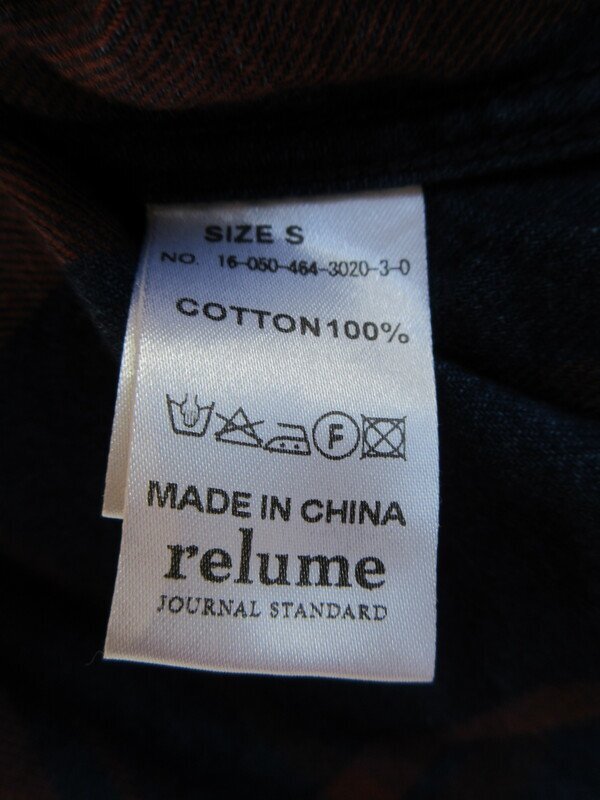 SIZE S
NO. 16-050-464-3020-3-0
COTTON100%
F
MADE IN CHINA
relume
JOURNAL STANDARD